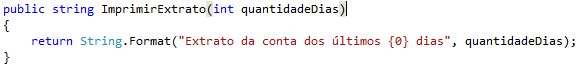 public string ImprimirExtrato(int quantidadeDias)
{
    return String.Format("Extrato da conta dos últimos {0} dias", quantidadeDias);
}